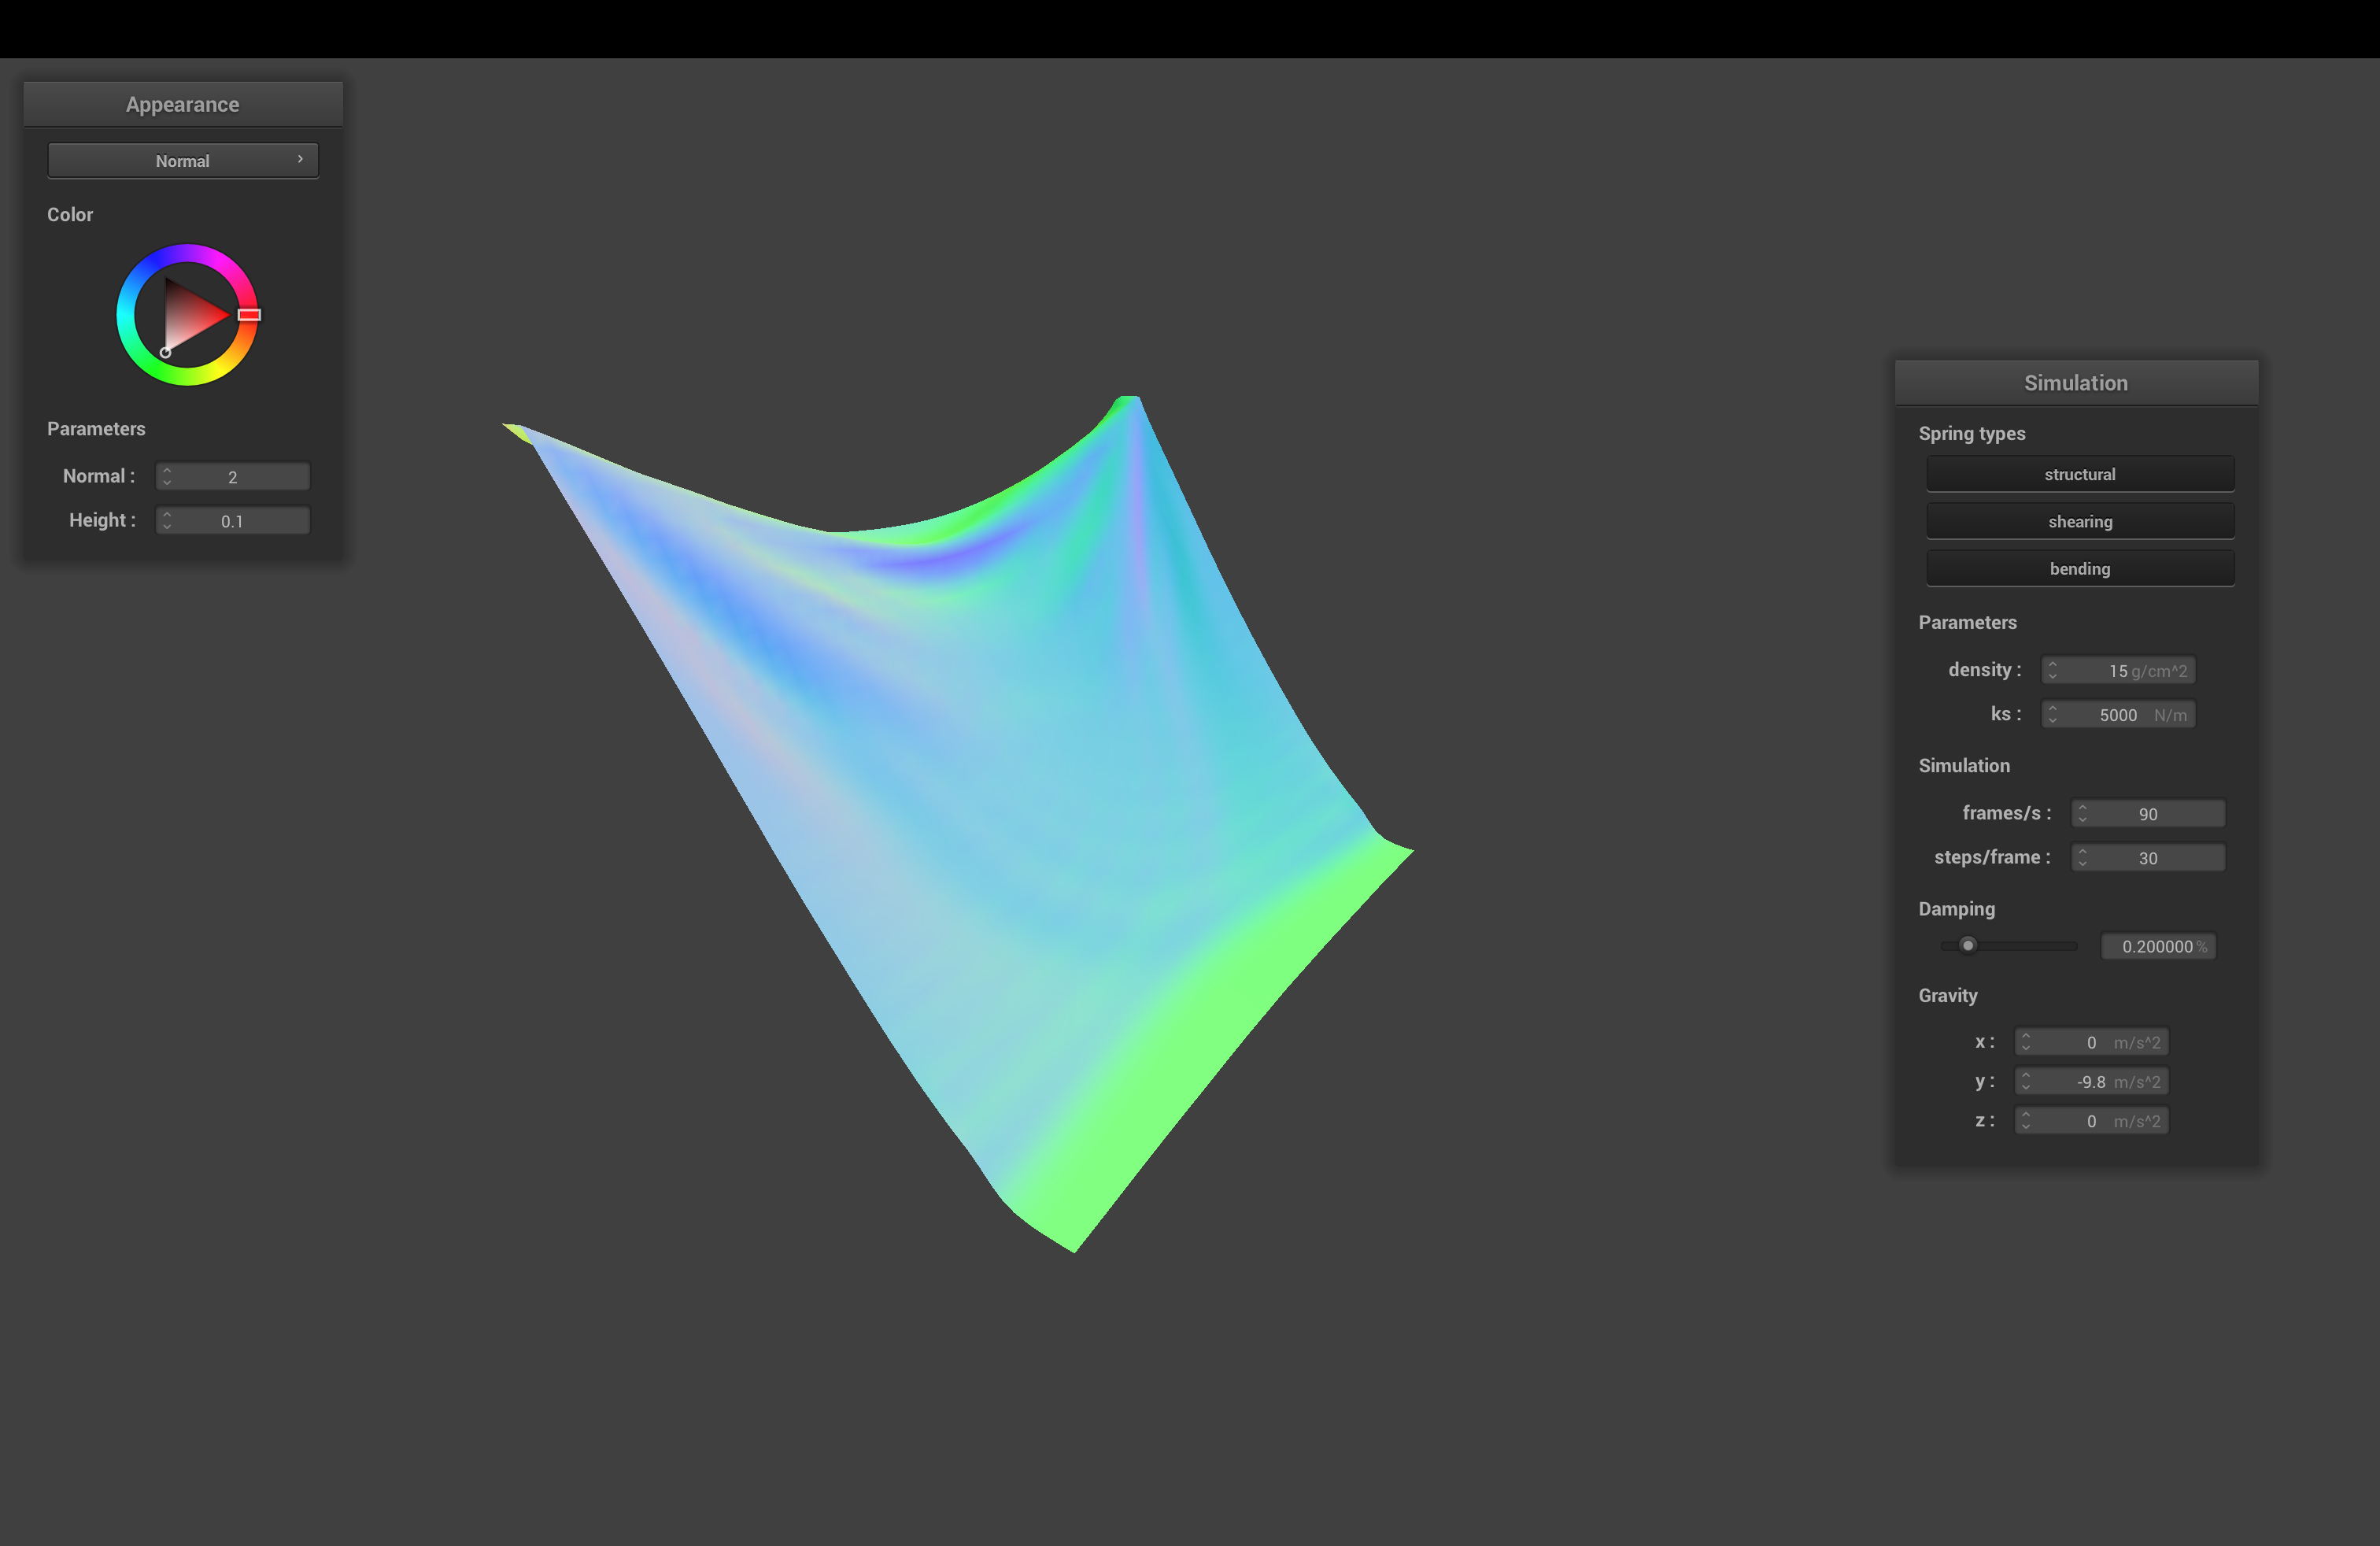 Appearance
Normal
Color
Parameters
Normal : 2
Height : 0.1
Simulation
Spring types
structural
shearing
bending
Parameters
density : 15 g/cm^2
ks : 5000 N/m
Simulation
frames/s : 90
steps/frame : 30
Damping
0.200000 %
Gravity
x : 0 m/s^2
y : -9.8 m/s^2
z : 0 m/s^2